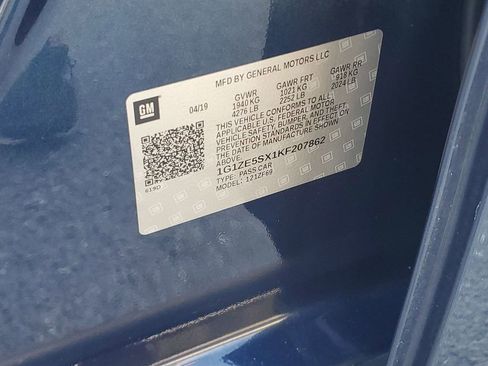 MFD BY GENERAL MOTORS LLC
GM
04/19
GVWR GAWR FRT GAWR RR
1940 KG 1021 KG 918 KG
4276 LB 2252 LB 2024 LB
THIS VEHICLE CONFORMS TO ALL
APPLICABLE U.S. FEDERAL MOTOR
VEHICLE SAFETY, BUMPER, AND THEFT
PREVENTION STANDARDS IN EFFECT
ON THE DATE OF MANUFACTURE SHOWN
ABOVE.
1G1ZE5SX1KF207862
TYPE: PASS CAR
MODEL: 121ZF69
619D